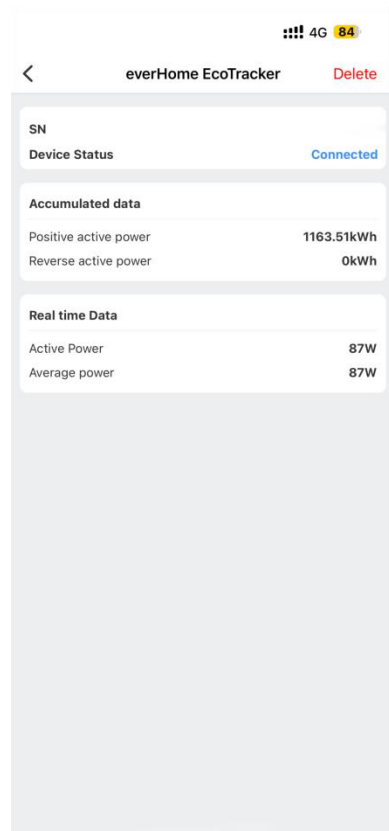 4G 84
everHome EcoTracker Delete
SN
Device Status Connected
Accumulated data
Positive active power 1163.51kWh
Reverse active power 0kWh
Real time Data
Active Power 87W
Average power 87W